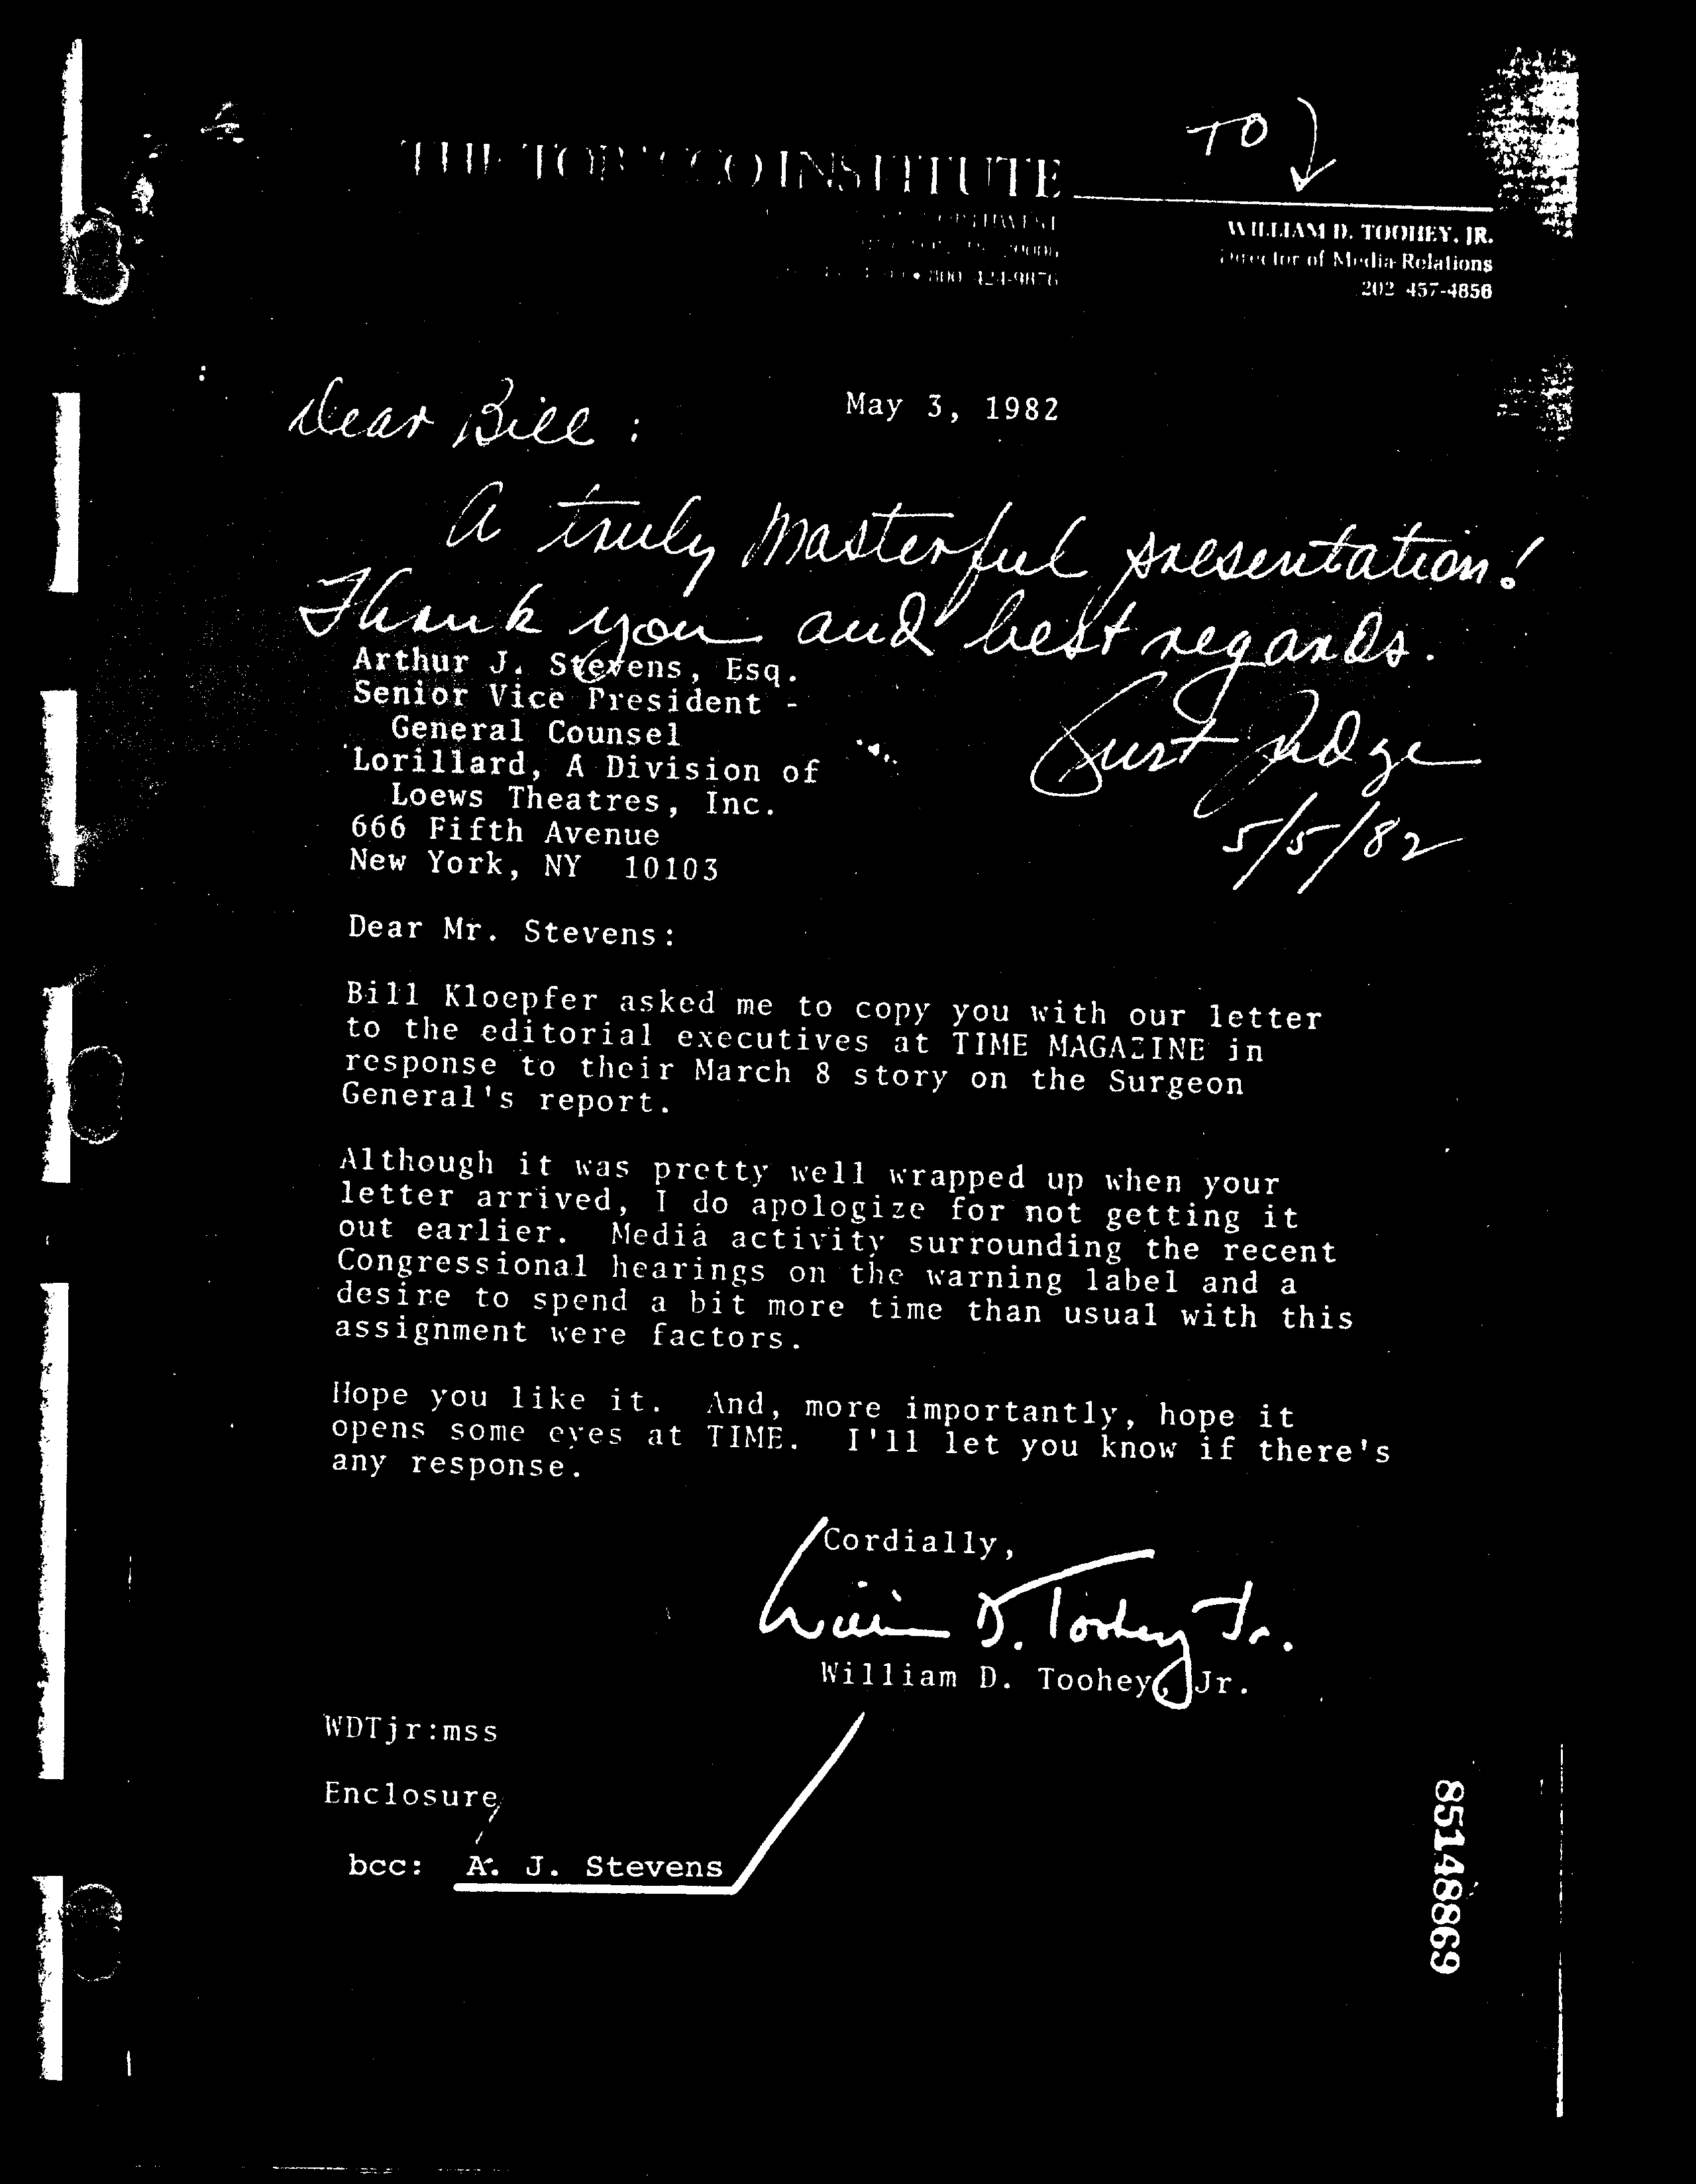 TO
THE TOBACCO INSTITUTE
20006
800 424-9876
WILLIAM D. TOOHEY, JR.
Director of Media Relations
202 457-4856
Dear Bill :
May 3, 1982
A truly masterful presentation!
Thank you and best regards.
Curt Judge
5/5/82
Arthur J. Stevens, Esq.
Senior Vice President -
General Counsel
Lorillard, A Division of
Loews Theatres, Inc.
666 Fifth Avenue
New York, NY 10103
Dear Mr. Stevens:
Bill Kloepfer asked me to copy you with our letter
to the editorial executives at TIME MAGAZINE in
response to their March 8 story on the Surgeon
General's report.
Although it was pretty well wrapped up when your
letter arrived, I do apologize for not getting it
out earlier. Media activity surrounding the recent
Congressional hearings on the warning label and a
desire to spend a bit more time than usual with this
assignment were factors.
Hope you like it. And, more importantly, hope it
opens some eyes at TIME. I'll let you know if there's
any response.
Cordially,
William D. Toohey Jr.
William D. Toohey, Jr.
WDTjr:mss
Enclosure
bcc: A. J. Stevens
85148869